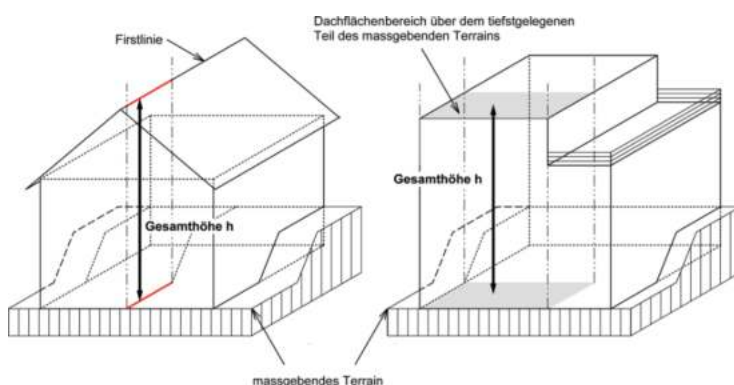 Dachflächenbereich über dem tiefstgelegenen
Teil des massgebenden Terrains
Firstlinie
Gesamthöhe h
Gesamthöhe h
massgebendes Terrain